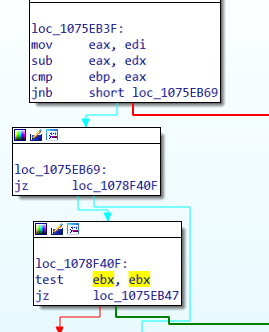 loc_1075EB3F:
mov eax, edi
sub eax, edx
cmp ebp, eax
jnb short loc_1075EB69
loc_1075EB69:
jz loc_1078F40F
loc_1078F40F:
test ebx, ebx
jz loc_1075EB47